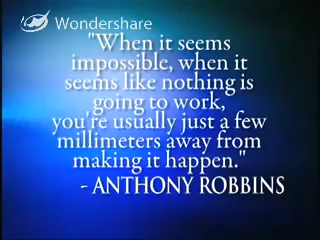 Wondershare
"When it seems
impossible, when it
seems like nothing is
going to work,
you're usually just a few
millimeters away from
making it happen."
- ANTHONY ROBBINS